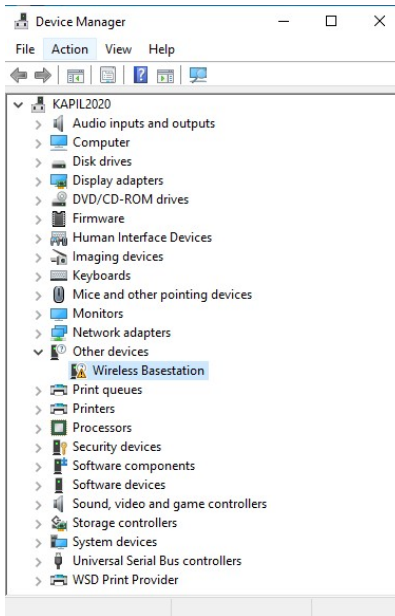 Device Manager
File Action View Help
KAPIL2020
Audio inputs and outputs
Computer
Disk drives
Display adapters
DVD/CD-ROM drives
Firmware
Human Interface Devices
Imaging devices
Keyboards
Mice and other pointing devices
Monitors
Network adapters
Other devices
Wireless Basestation
Print queues
Printers
Processors
Security devices
Software components
Software devices
Sound, video and game controllers
Storage controllers
System devices
Universal Serial Bus controllers
WSD Print Provider